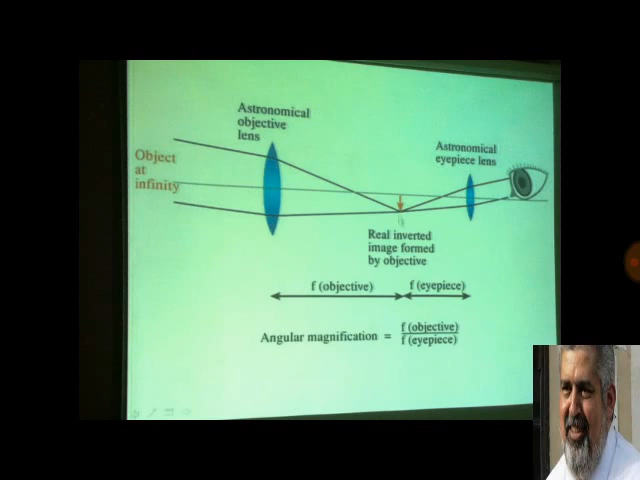 Astronomical
objective
lens
Astronomical
eyepiece lens
Object
at
infinity
Real inverted
image formed
by objective
f (objective)
f (eyepiece)
Angular magnification = f (objective)
f (eyepiece)